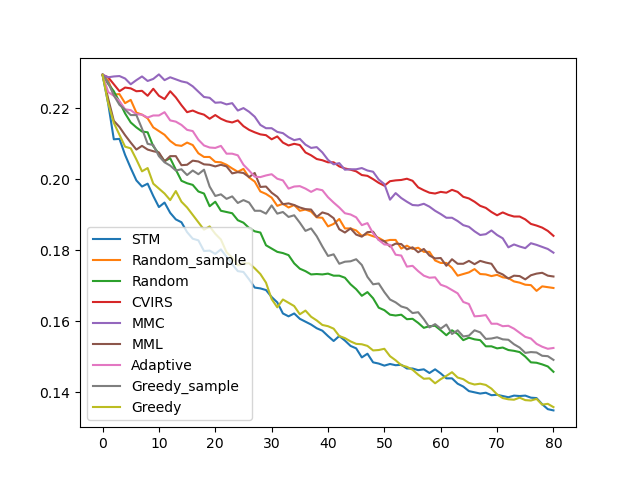 0.22
0.20
0.18
0.16
0.14
STM
Random_sample
Random
CVIRS
MMC
MML
Adaptive
Greedy_sample
Greedy
0 10 20 30 40 50 60 70 80